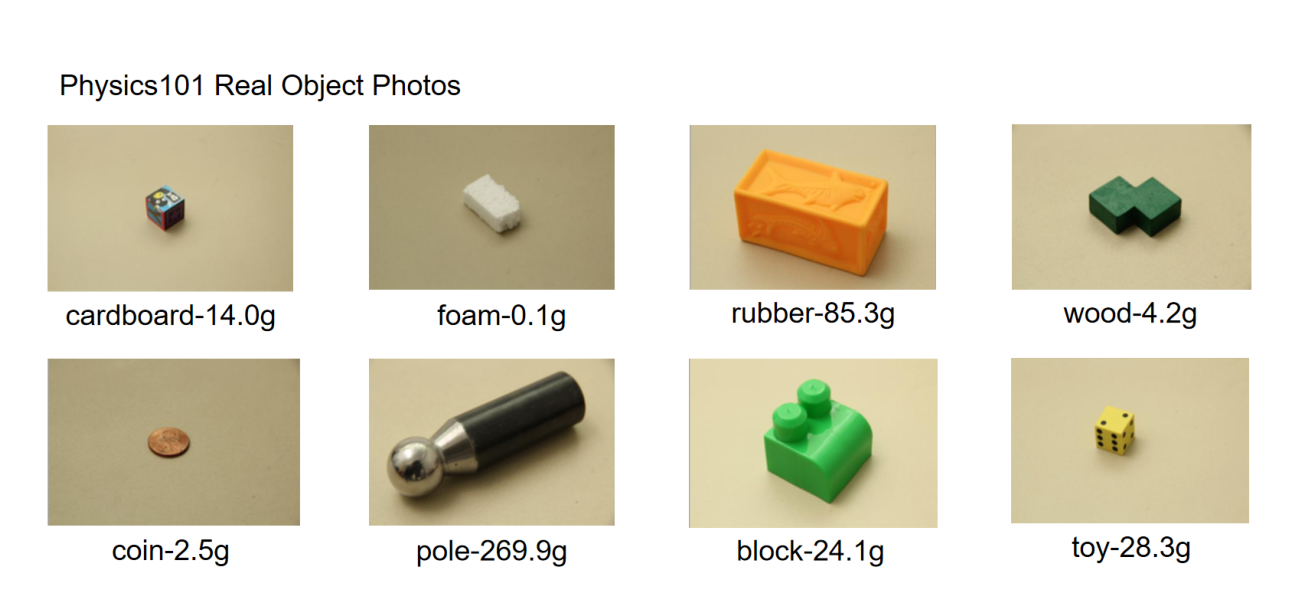 Physics101 Real Object Photos
cardboard-14.0g
foam-0.1g
rubber-85.3g
wood-4.2g
coin-2.5g
pole-269.9g
block-24.1g
toy-28.3g